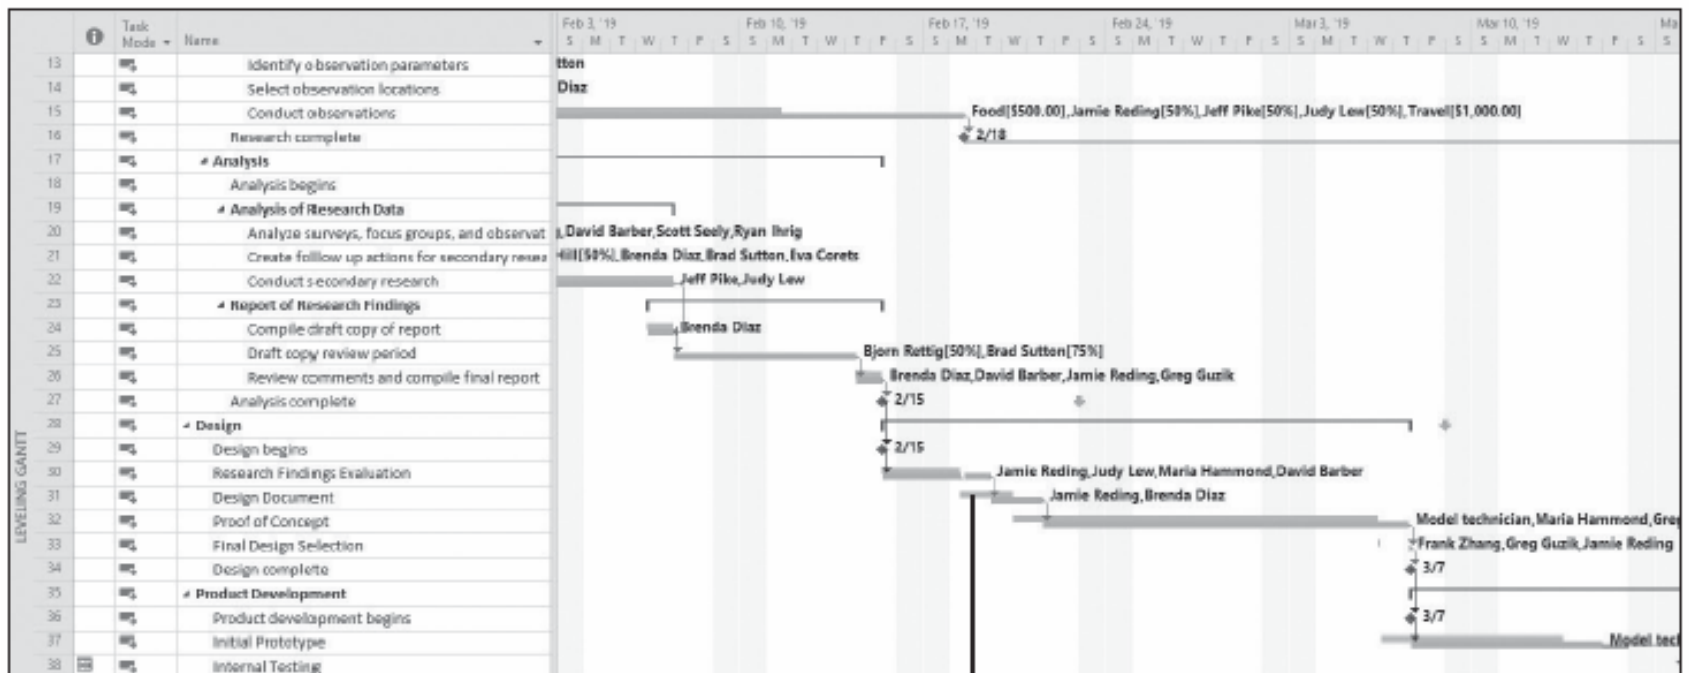 Task
Mode Name
Feb 3, '19 Feb 10, '19 Feb 17, '19 Feb 24, '19 Mar 3, '19 Mar 10, '19 Ma
S M T W T F S S M T W T F S S M T W T F S S M T W T F S S M T W T F S S M T W T F S S
13 Identify observation parameters tton
14 Select observation locations Diaz
15 Conduct observations Food[$500.00],Jamie Reding[50%],Jeff Pike[50%],Judy Lew[50%],Travel[$1,000.00]
16 Research complete 2/18
17 Analysis
18 Analysis begins
19 Analysis of Research Data
20 Analyze surveys, focus groups, and observat ,David Barber,Scott Seely,Ryan Ihrig
21 Create folllow up actions for secondary resea Hill[50%],Brenda Diaz,Brad Sutton,Eva Corets
22 Conduct secondary research Jeff Pike,Judy Lew
23 Report of Research Findings
24 Compile draft copy of report Brenda Diaz
25 Draft copy review period Bjorn Rettig[50%],Brad Sutton[75%]
26 Review comments and compile final report Brenda Diaz,David Barber,Jamie Reding,Greg Guzik
27 Analysis complete 2/15
28 Design
29 Design begins 2/15
30 Research Findings Evaluation Jamie Reding,Judy Lew,Maria Hammond,David Barber
31 Design Document Jamie Reding,Brenda Diaz
32 Proof of Concept Model technician,Maria Hammond,Greg
33 Final Design Selection Frank Zhang,Greg Guzik,Jamie Reding
34 Design complete 3/7
35 Product Development
36 Product development begins 3/7
37 Initial Prototype Model tech
38 Internal Testing
LEVELING GANTT